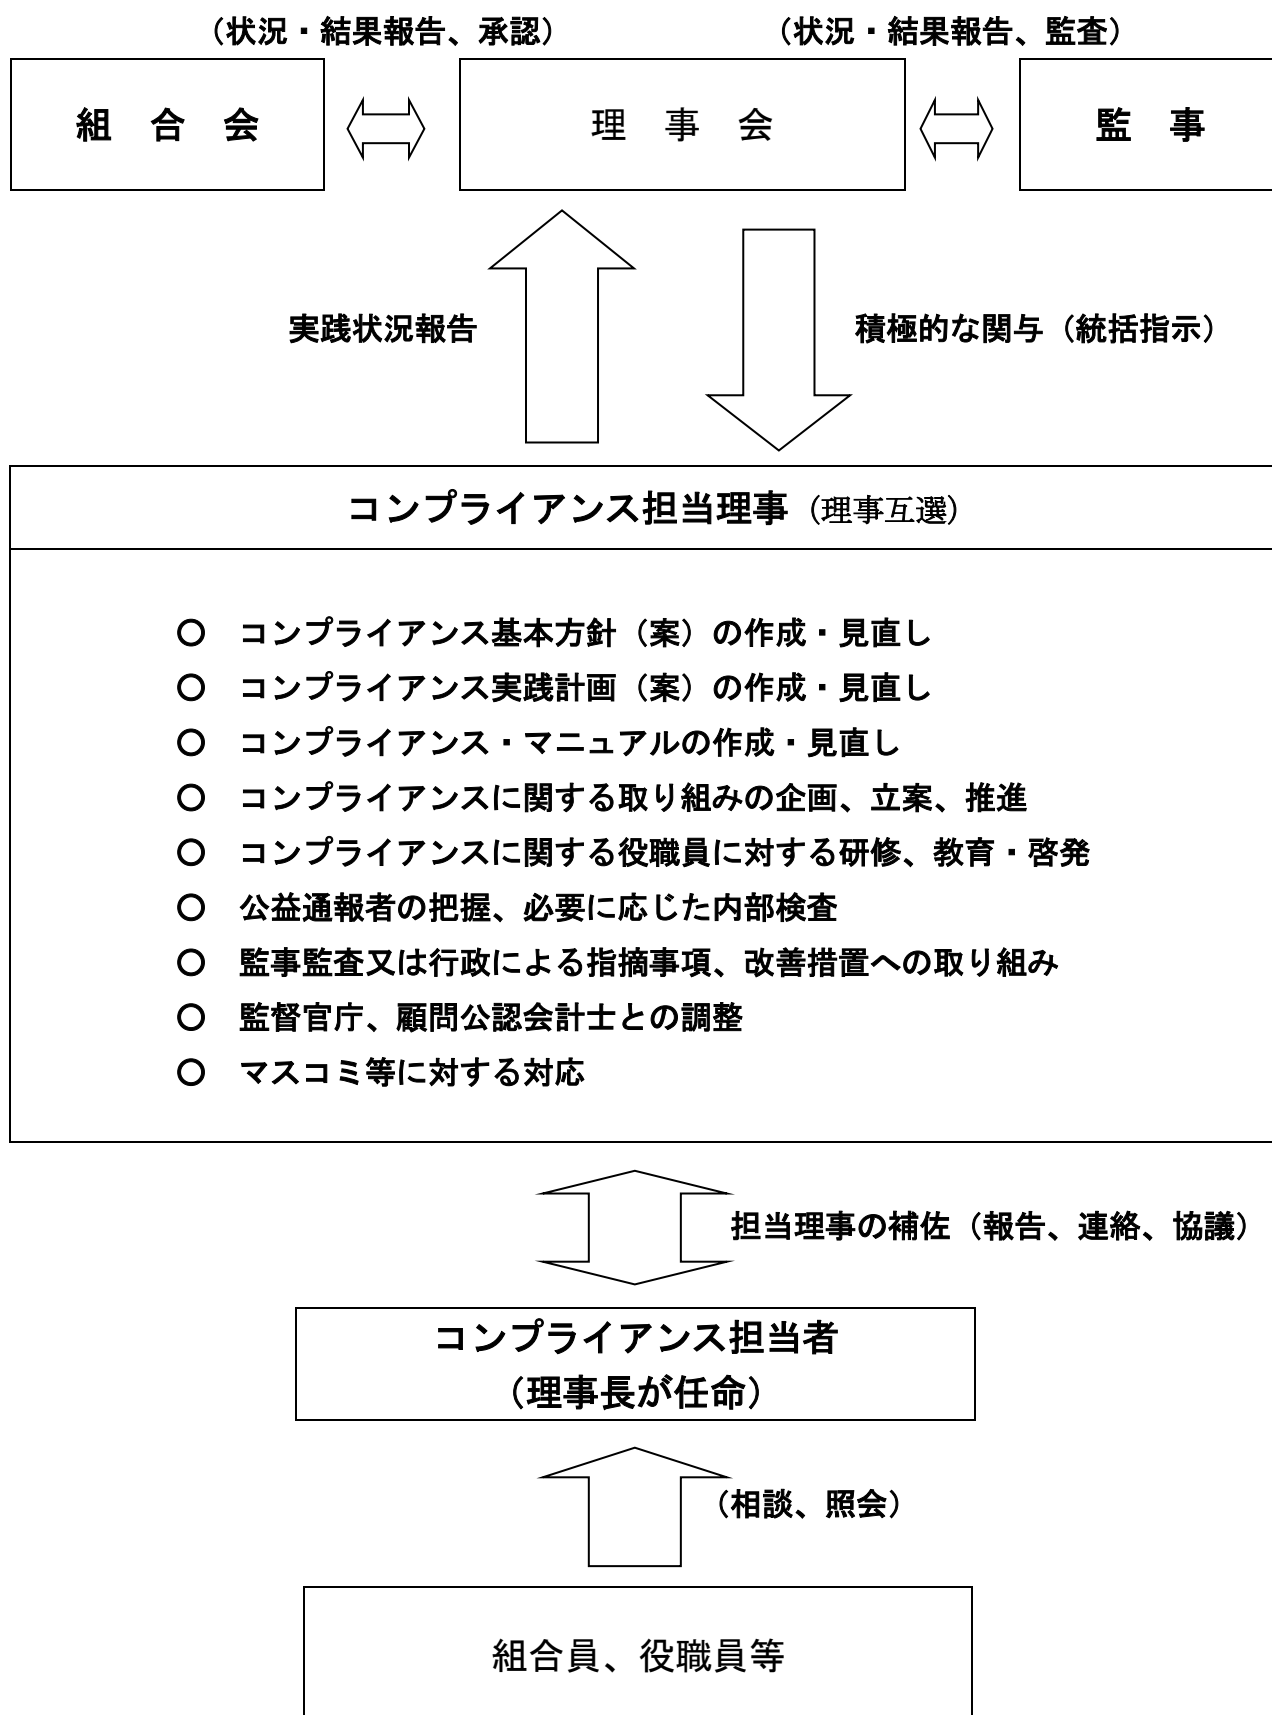 （状況・結果報告、承認）
（状況・結果報告、監査）
組　合　会
理　事　会
監　事
実践状況報告
積極的な関与（統括指示）
コンプライアンス担当理事（理事互選）
○　コンプライアンス基本方針（案）の作成・見直し
○　コンプライアンス実践計画（案）の作成・見直し
○　コンプライアンス・マニュアルの作成・見直し
○　コンプライアンスに関する取り組みの企画、立案、推進
○　コンプライアンスに関する役職員に対する研修、教育・啓発
○　公益通報者の把握、必要に応じた内部検査
○　監事監査又は行政による指摘事項、改善措置への取り組み
○　監督官庁、顧問公認会計士との調整
○　マスコミ等に対する対応
担当理事の補佐（報告、連絡、協議）
コンプライアンス担当者
（理事長が任命）
（相談、照会）
組合員、役職員等